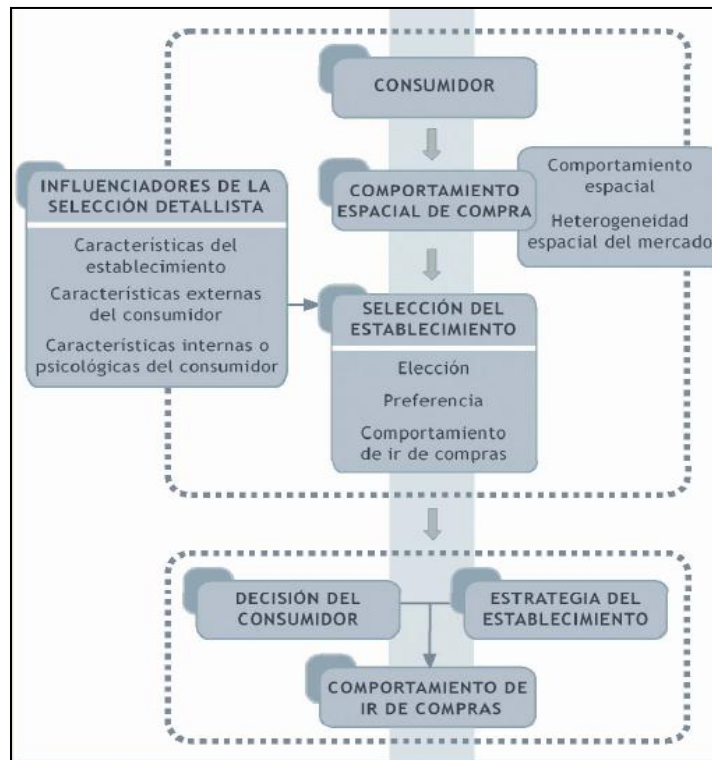 CONSUMIDOR
COMPORTAMIENTO
ESPACIAL DE COMPRA
Comportamiento
espacial
Heterogeneidad
espacial del mercado
INFLUENCIADORES DE LA
SELECCIÓN DETALLISTA
Características del
establecimiento
Características externas
del consumidor
Características internas o
psicológicas del consumidor
SELECCIÓN DEL
ESTABLECIMIENTO
Elección
Preferencia
Comportamiento
de ir de compras
DECISIÓN DEL
CONSUMIDOR
ESTRATEGIA DEL
ESTABLECIMIENTO
COMPORTAMIENTO DE
IR DE COMPRAS